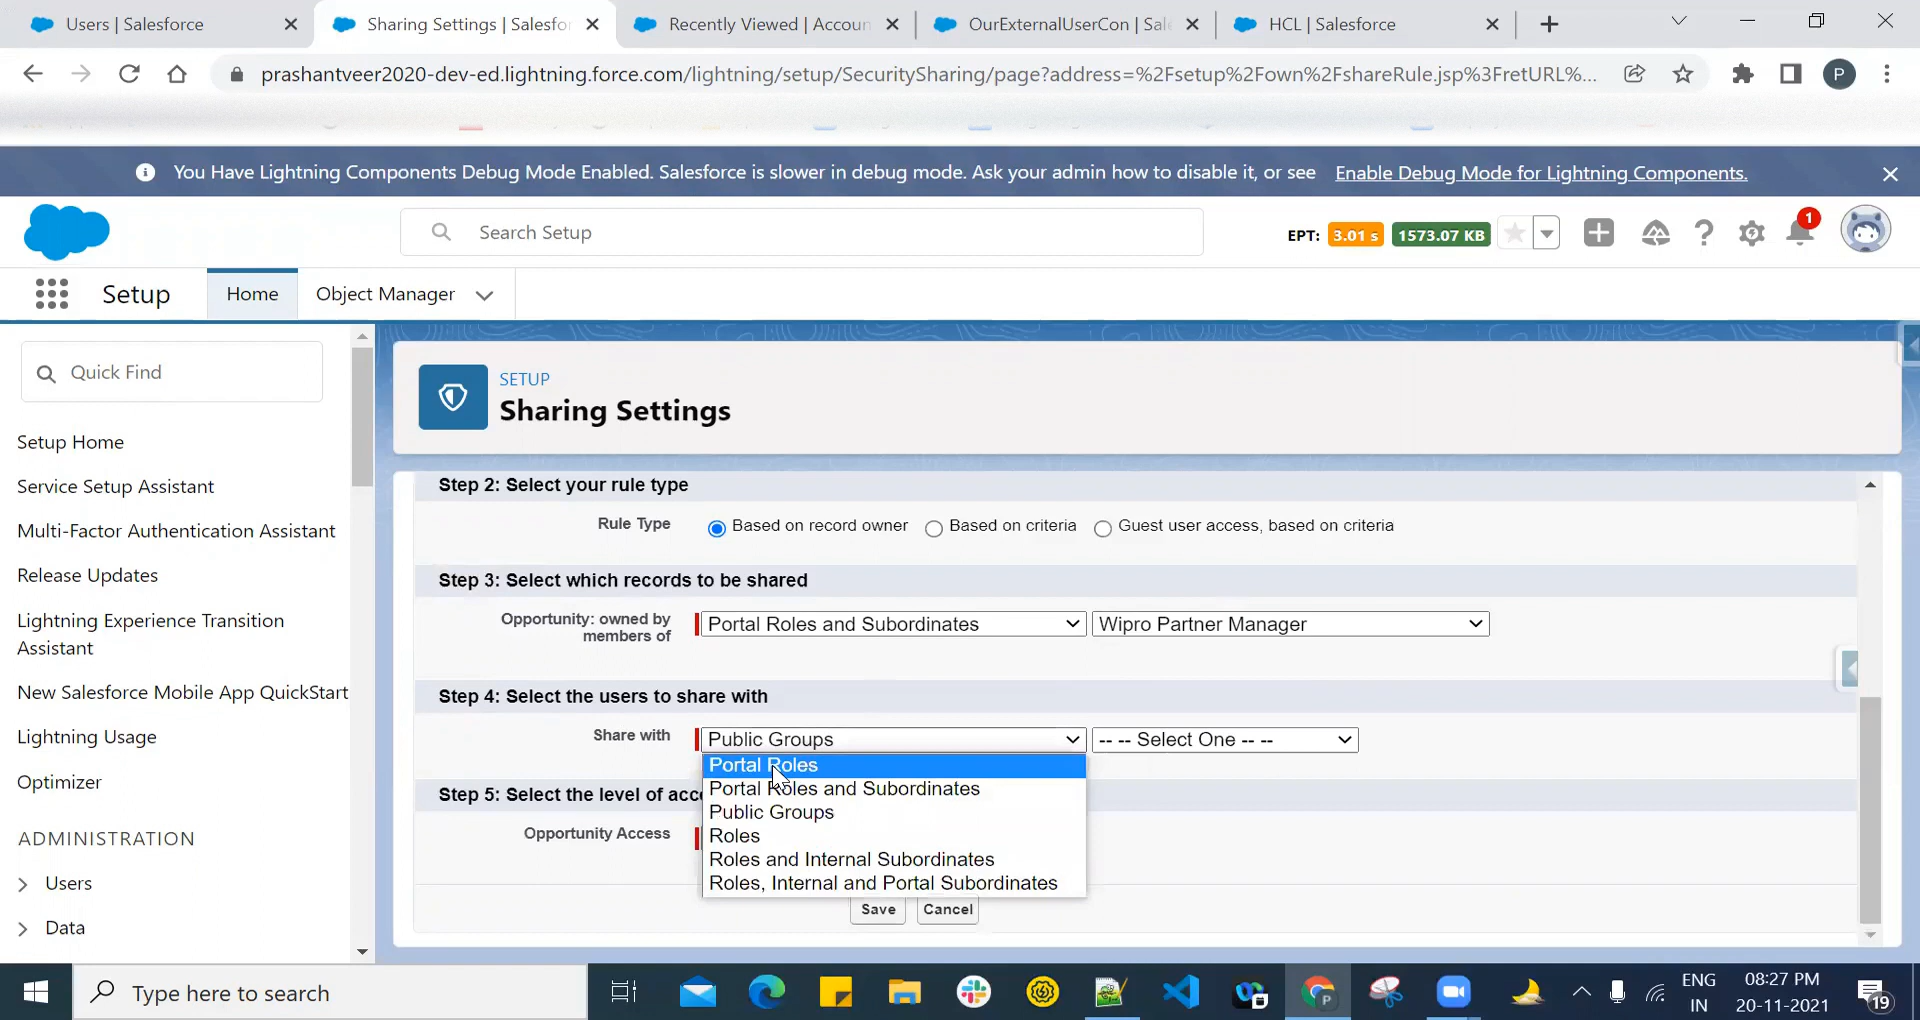 Users | Salesforce
Sharing Settings | Salesfor
Recently Viewed | Accoun
OurExternalUserCon | Sal
HCL | Salesforce
prashantveer2020-dev-ed.lightning.force.com/lightning/setup/SecuritySharing/page?address=%2Fsetup%2Fown%2FshareRule.jsp%3FretURL%...
P
You Have Lightning Components Debug Mode Enabled. Salesforce is slower in debug mode. Ask your admin how to disable it, or see Enable Debug Mode for Lightning Components.
Search Setup
EPT: 3.01 s 1573.07 KB
1
Setup
Home
Object Manager
Quick Find
Setup Home
Service Setup Assistant
Multi-Factor Authentication Assistant
Release Updates
Lightning Experience Transition
Assistant
New Salesforce Mobile App QuickStart
Lightning Usage
Optimizer
ADMINISTRATION
Users
Data
SETUP
Sharing Settings
Step 2: Select your rule type
Rule Type
Based on record owner
Based on criteria
Guest user access, based on criteria
Step 3: Select which records to be shared
Opportunity: owned by
members of
Portal Roles and Subordinates
Wipro Partner Manager
Step 4: Select the users to share with
Share with
Public Groups
-- -- Select One -- --
Portal Roles
Portal Roles and Subordinates
Public Groups
Roles
Roles and Internal Subordinates
Roles, Internal and Portal Subordinates
Step 5: Select the level of acc
Opportunity Access
Save
Cancel
Type here to search
P
ENG
IN
08:27 PM
20-11-2021
19